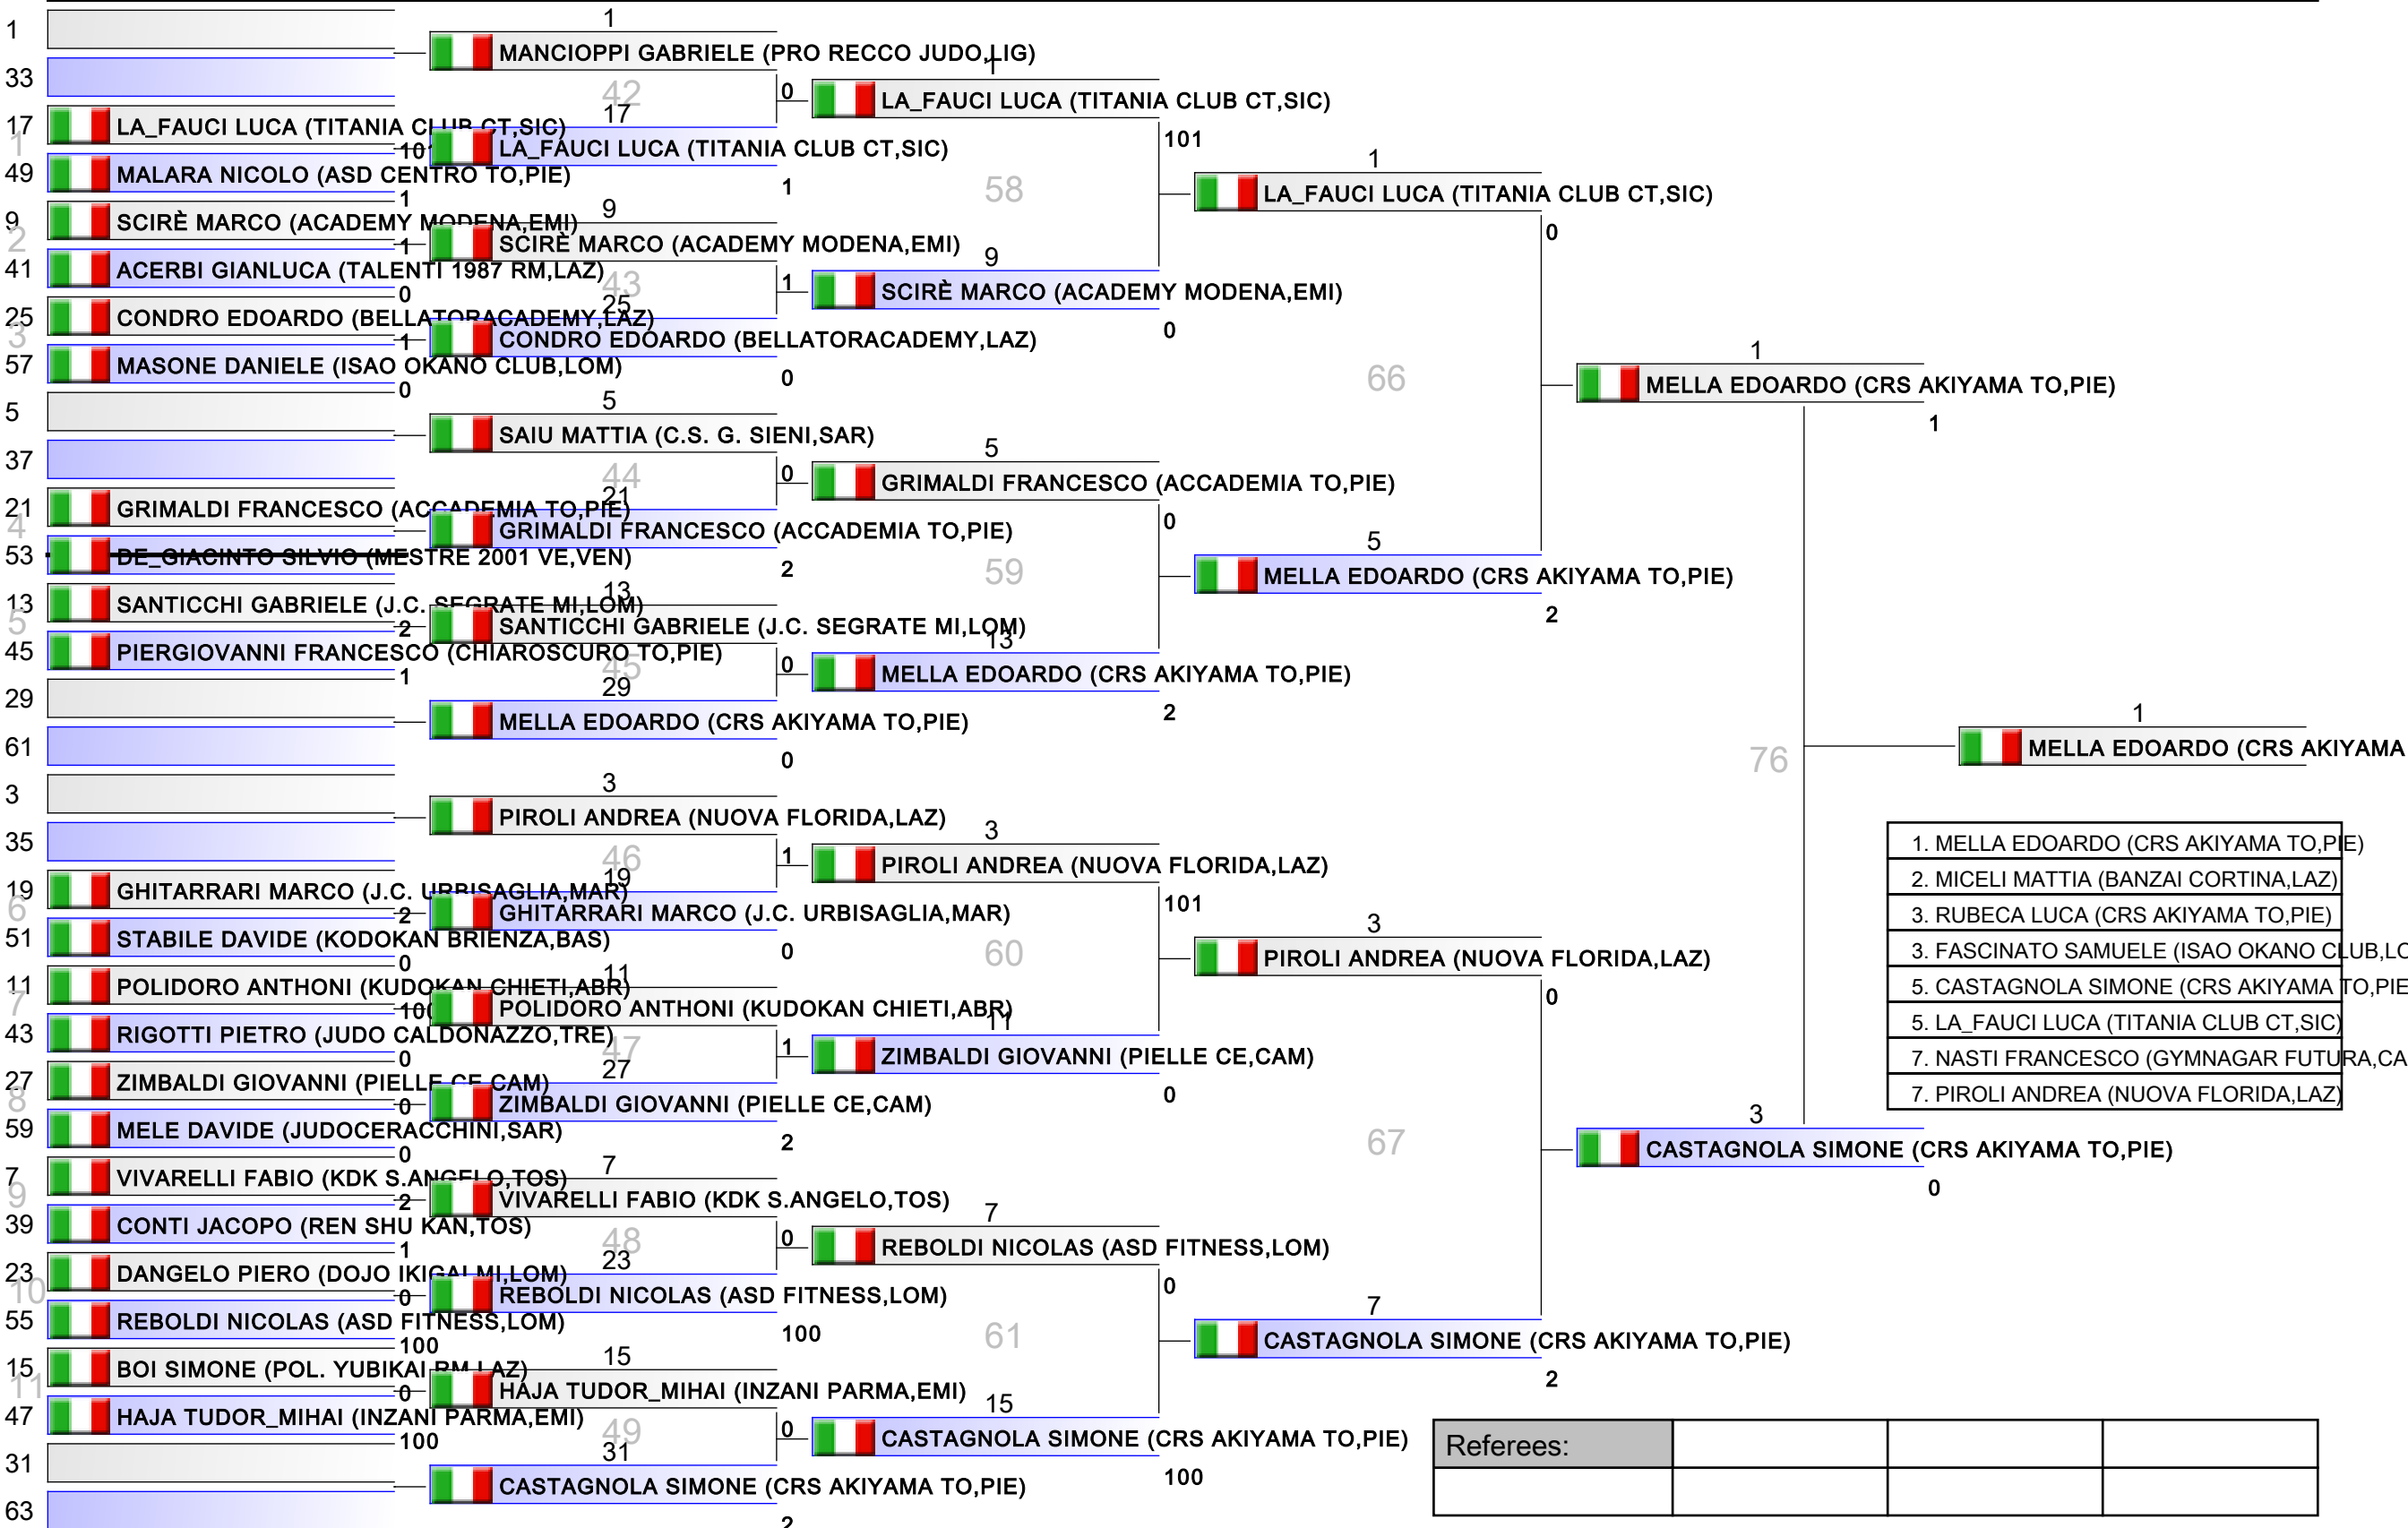 1
33
17 LA_FAUCI LUCA (TITANIA CLUB CT,SIC)
1
101
49 MALARA NICOLO (ASD CENTRO TO,PIE)
1
9 SCIRÈ MARCO (ACADEMY MODENA,EMI)
2
1
41 ACERBI GIANLUCA (TALENTI 1987 RM,LAZ)
0
25 CONDRO EDOARDO (BELLATORACADEMY,LAZ)
3
1
57 MASONE DANIELE (ISAO OKANO CLUB,LOM)
0
5
37
21 GRIMALDI FRANCESCO (ACCADEMIA TO,PIE)
4
53 DE_GIACINTO SILVIO (MESTRE 2001 VE,VEN)
13 SANTICCHI GABRIELE (J.C. SEGRATE MI,LOM)
5
2
45 PIERGIOVANNI FRANCESCO (CHIAROSCURO TO,PIE)
1
29
61
3
35
19 GHITARRARI MARCO (J.C. URBISAGLIA,MAR)
6
2
51 STABILE DAVIDE (KODOKAN BRIENZA,BAS)
0
11 POLIDORO ANTHONI (KUDOKAN CHIETI,ABR)
7
100
43 RIGOTTI PIETRO (JUDO CALDONAZZO,TRE)
0
27 ZIMBALDI GIOVANNI (PIELLE CE,CAM)
8
0
59 MELE DAVIDE (JUDOCERACCHINI,SAR)
0
7 VIVARELLI FABIO (KDK S.ANGELO,TOS)
9
2
39 CONTI JACOPO (REN SHU KAN,TOS)
1
23 DANGELO PIERO (DOJO IKIGAI MI,LOM)
10
0
55 REBOLDI NICOLAS (ASD FITNESS,LOM)
100
15 BOI SIMONE (POL. YUBIKAI RM,LAZ)
11
0
47 HAJA TUDOR_MIHAI (INZANI PARMA,EMI)
100
31
63
1
MANCIOPPI GABRIELE (PRO RECCO JUDO,LIG)
42
0
17
LA_FAUCI LUCA (TITANIA CLUB CT,SIC)
1
9
SCIRÈ MARCO (ACADEMY MODENA,EMI)
43
1
25
CONDRO EDOARDO (BELLATORACADEMY,LAZ)
0
5
SAIU MATTIA (C.S. G. SIENI,SAR)
44
0
21
GRIMALDI FRANCESCO (ACCADEMIA TO,PIE)
2
13
SANTICCHI GABRIELE (J.C. SEGRATE MI,LOM)
45
0
29
MELLA EDOARDO (CRS AKIYAMA TO,PIE)
0
3
PIROLI ANDREA (NUOVA FLORIDA,LAZ)
46
1
19
GHITARRARI MARCO (J.C. URBISAGLIA,MAR)
0
11
POLIDORO ANTHONI (KUDOKAN CHIETI,ABR)
47
1
27
ZIMBALDI GIOVANNI (PIELLE CE,CAM)
2
7
VIVARELLI FABIO (KDK S.ANGELO,TOS)
48
0
23
REBOLDI NICOLAS (ASD FITNESS,LOM)
100
15
HAJA TUDOR_MIHAI (INZANI PARMA,EMI)
49
0
31
CASTAGNOLA SIMONE (CRS AKIYAMA TO,PIE)
2
1
LA_FAUCI LUCA (TITANIA CLUB CT,SIC)
101
58
9
SCIRÈ MARCO (ACADEMY MODENA,EMI)
0
5
GRIMALDI FRANCESCO (ACCADEMIA TO,PIE)
0
59
13
MELLA EDOARDO (CRS AKIYAMA TO,PIE)
2
3
PIROLI ANDREA (NUOVA FLORIDA,LAZ)
101
60
11
ZIMBALDI GIOVANNI (PIELLE CE,CAM)
0
7
REBOLDI NICOLAS (ASD FITNESS,LOM)
0
61
15
CASTAGNOLA SIMONE (CRS AKIYAMA TO,PIE)
100
1
LA_FAUCI LUCA (TITANIA CLUB CT,SIC)
0
66
5
MELLA EDOARDO (CRS AKIYAMA TO,PIE)
2
3
PIROLI ANDREA (NUOVA FLORIDA,LAZ)
0
67
7
CASTAGNOLA SIMONE (CRS AKIYAMA TO,PIE)
2
1
MELLA EDOARDO (CRS AKIYAMA TO,PIE)
1
76
3
CASTAGNOLA SIMONE (CRS AKIYAMA TO,PIE)
0
1
MELLA EDOARDO (CRS AKIYAMA
1. MELLA EDOARDO (CRS AKIYAMA TO,PIE)
2. MICELI MATTIA (BANZAI CORTINA,LAZ)
3. RUBECA LUCA (CRS AKIYAMA TO,PIE)
3. FASCINATO SAMUELE (ISAO OKANO CLUB,LO
5. CASTAGNOLA SIMONE (CRS AKIYAMA TO,PIE
5. LA_FAUCI LUCA (TITANIA CLUB CT,SIC)
7. NASTI FRANCESCO (GYMNAGAR FUTURA,CA
7. PIROLI ANDREA (NUOVA FLORIDA,LAZ)
Referees: